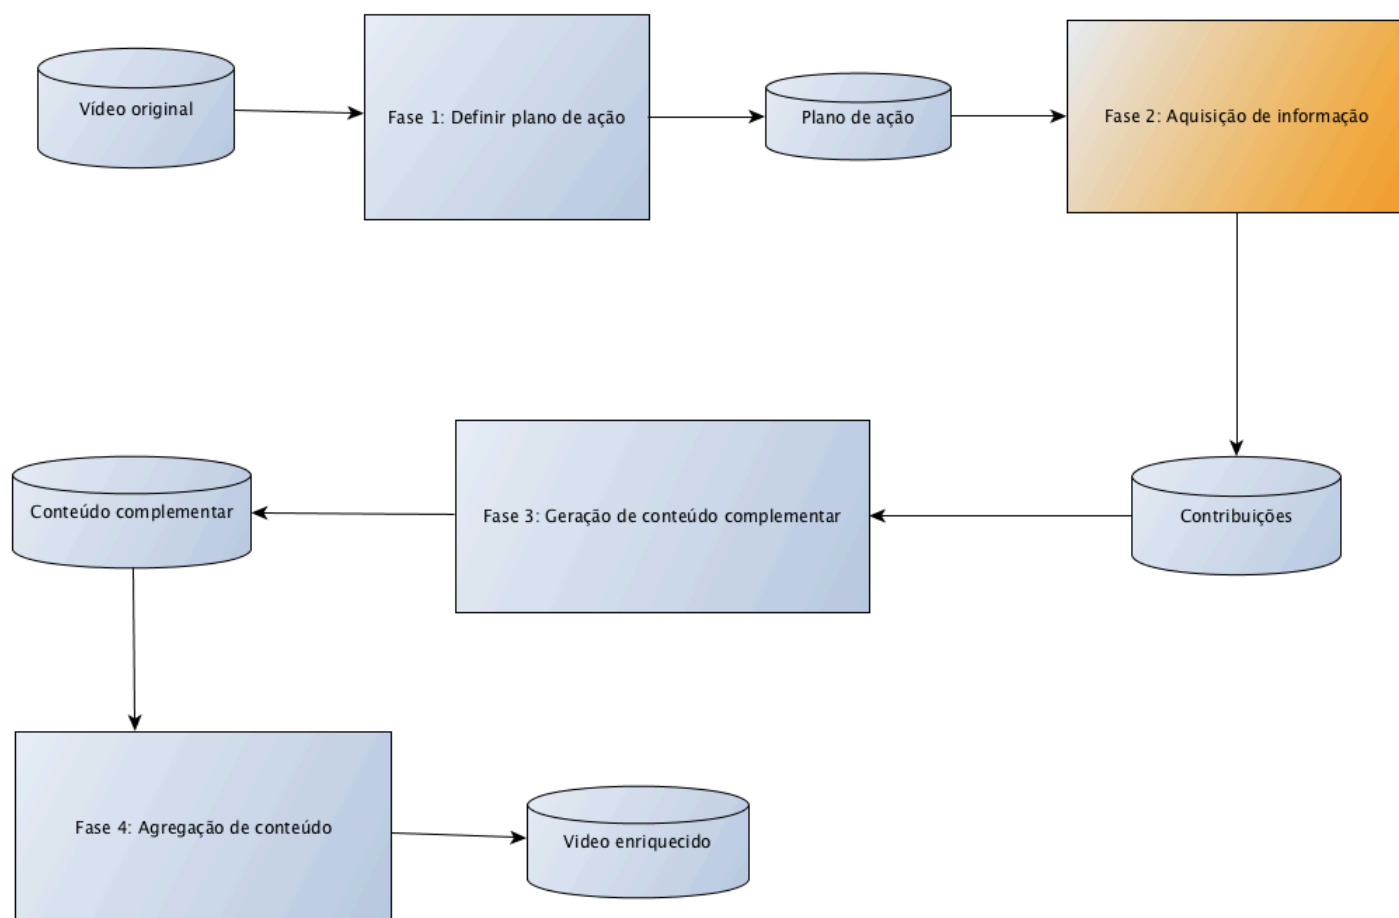 Vídeo original
Fase 1: Definir plano de ação
Plano de ação
Fase 2: Aquisição de informação
Contribuições
Fase 3: Geração de conteúdo complementar
Conteúdo complementar
Fase 4: Agregação de conteúdo
Video enriquecido